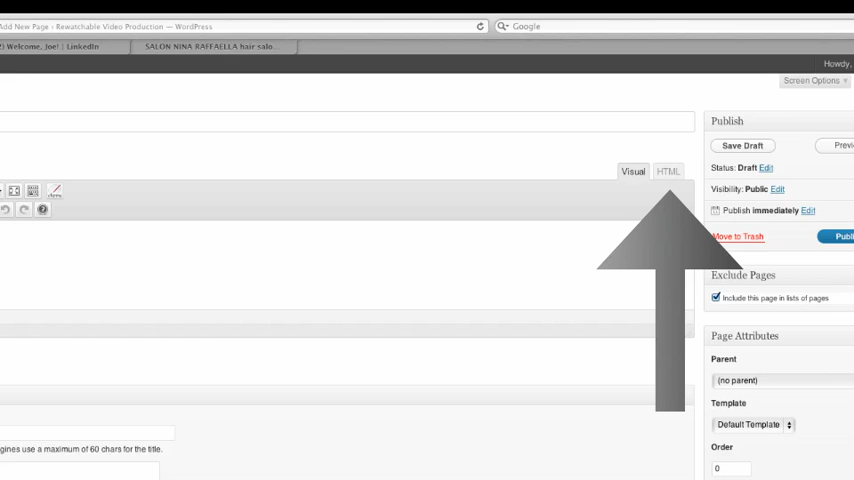 Add New Page › Rewatchable Video Production — WordPress
Google
2) Welcome, Joe! | LinkedIn
SALON NINA RAFFAELLA hair salo...
Howdy,
Screen Options
Publish
Save Draft
Previ
Visual
HTML
Status: Draft Edit
Visibility: Public Edit
Publish immediately Edit
Move to Trash
Publi
Exclude Pages
Include this page in lists of pages
Page Attributes
Parent
(no parent)
Template
Default Template
gines use a maximum of 60 chars for the title.
Order
0